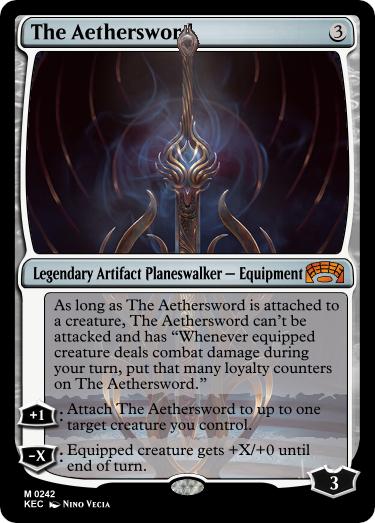 The Aethersword 3
Legendary Artifact Planeswalker — Equipment
As long as The Aethersword is attached to
a creature, The Aethersword can't be
attacked and has “Whenever equipped
creature deals combat damage during
your turn, put that many loyalty counters
on The Aethersword.”
+1: Attach The Aethersword to up to one
target creature you control.
-X: Equipped creature gets +X/+0 until
end of turn.
3
M 0242
KEC Nino Vecia